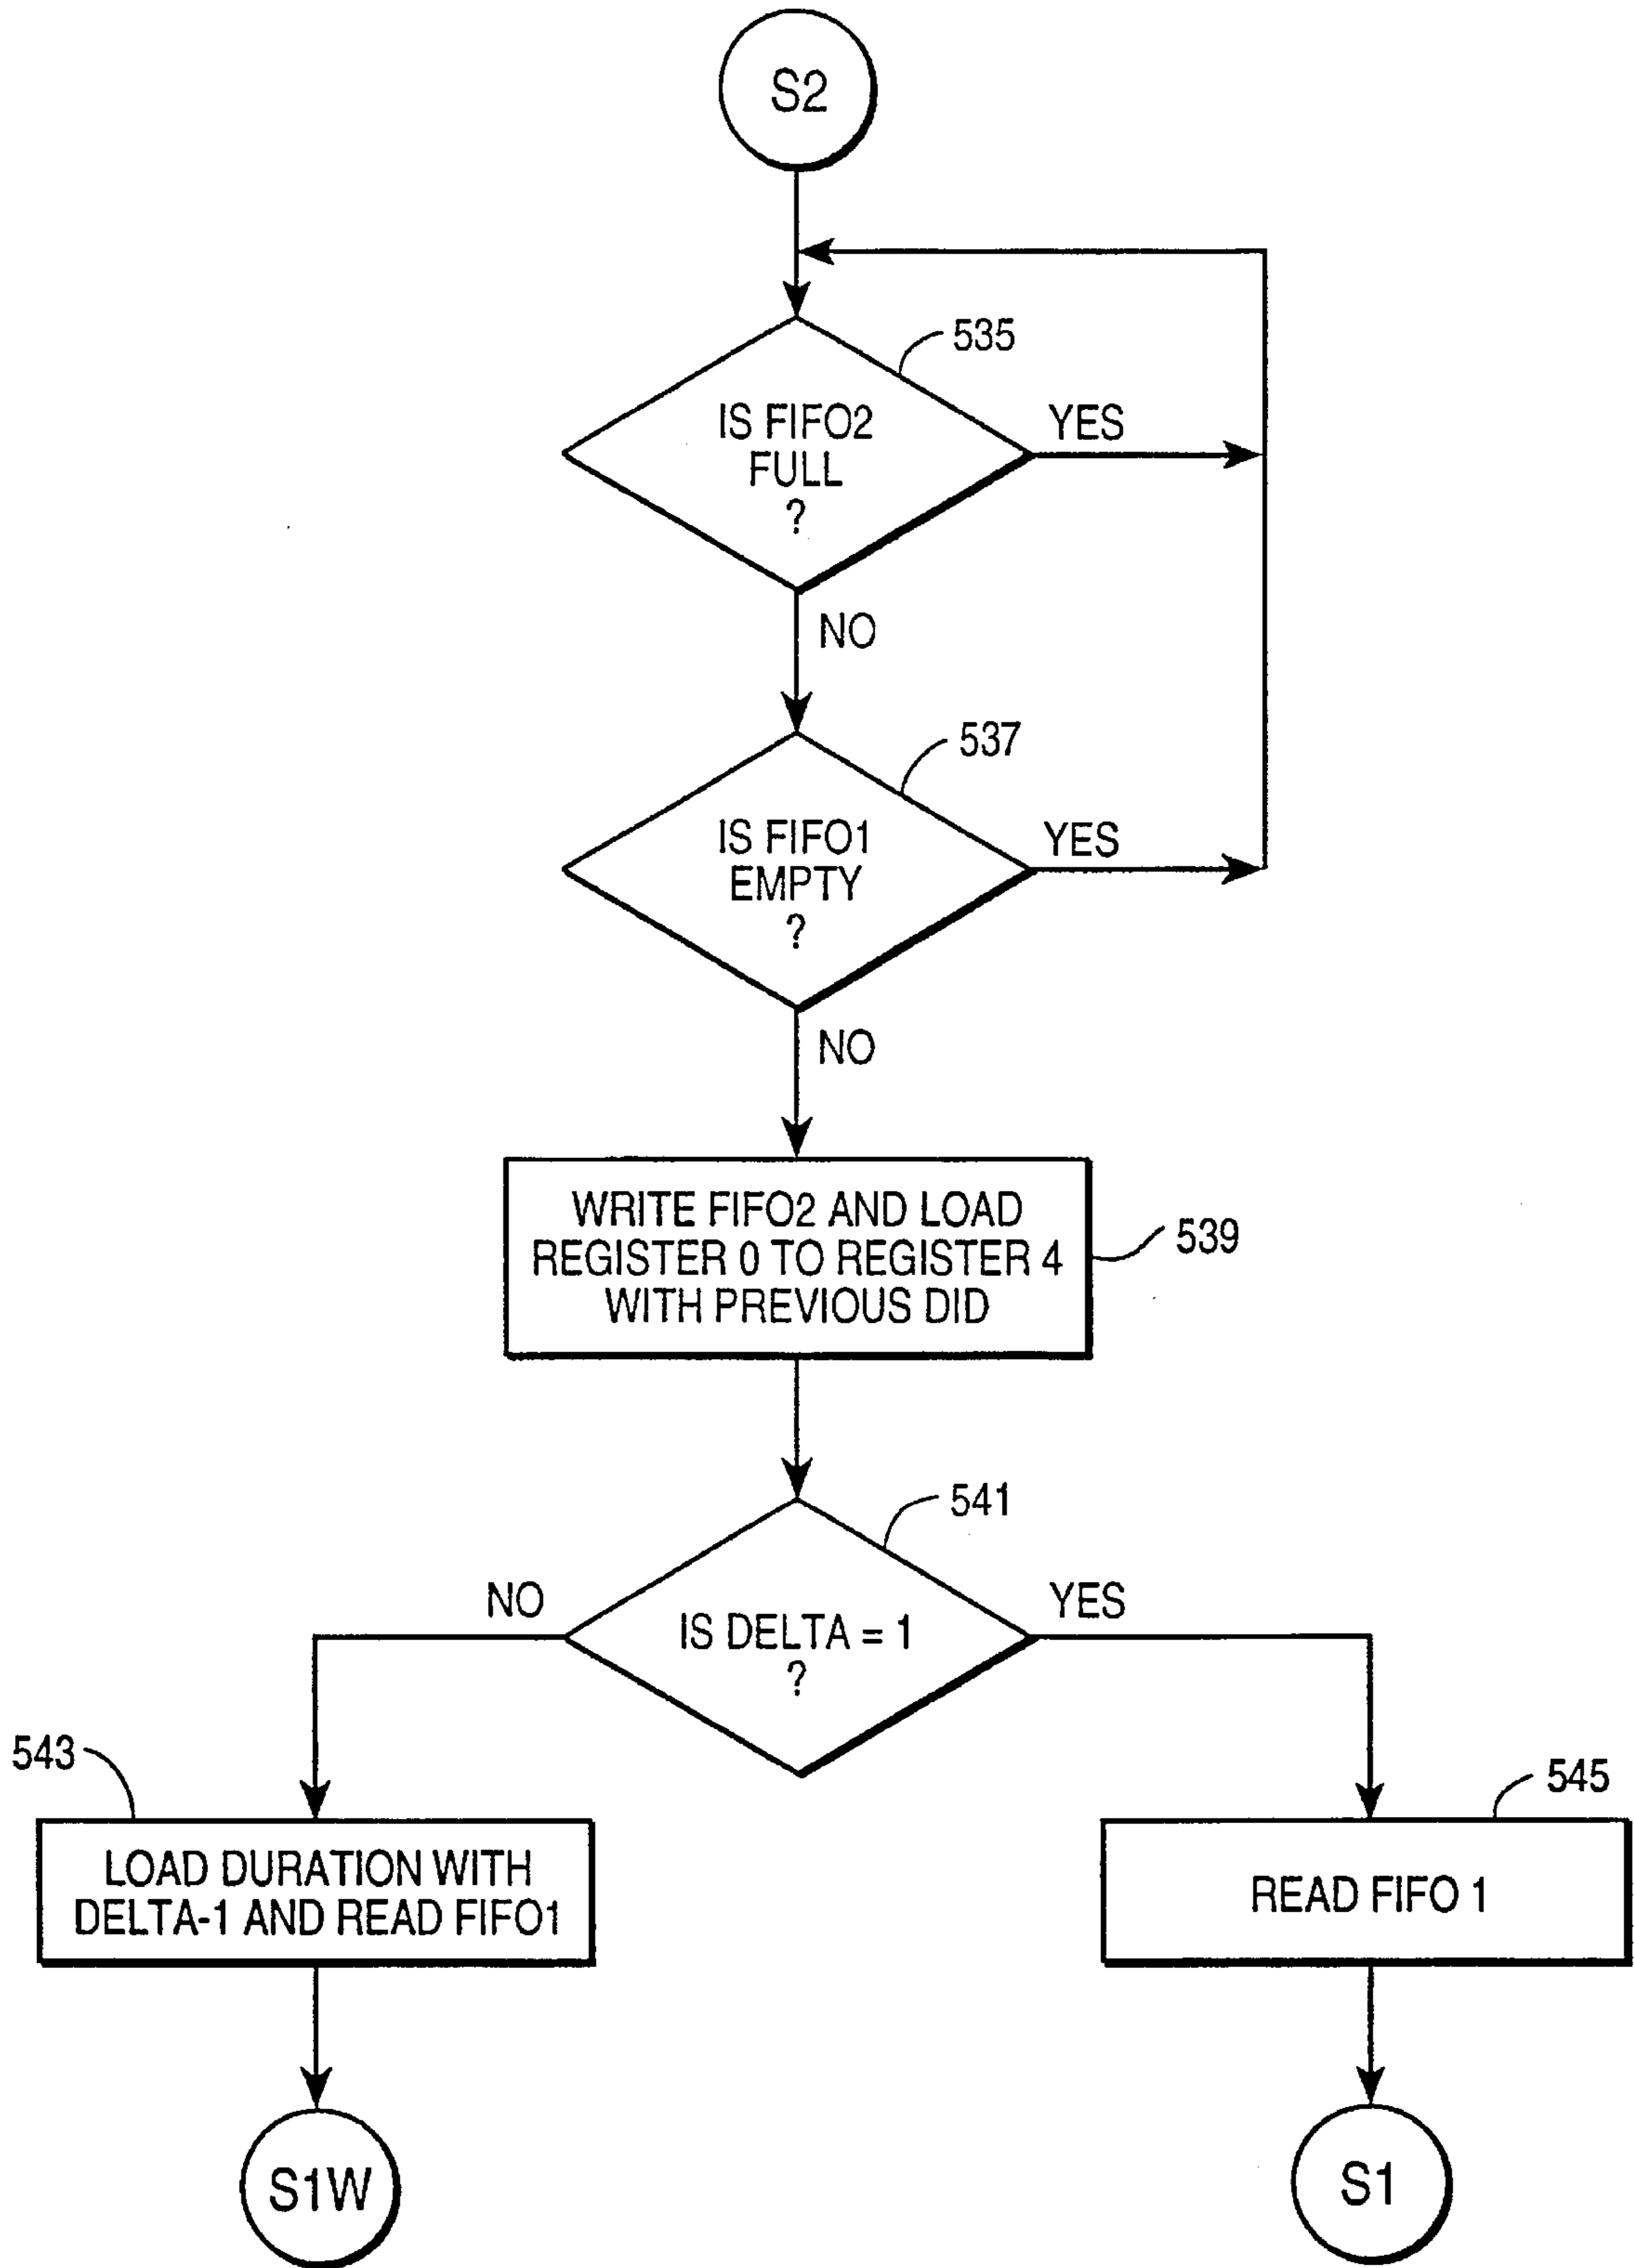 S2
535
IS FIFO2
FULL
?
YES
NO
537
IS FIFO1
EMPTY
?
YES
NO
WRITE FIFO2 AND LOAD
REGISTER 0 TO REGISTER 4
WITH PREVIOUS DID
539
541
NO
IS DELTA = 1
?
YES
543
LOAD DURATION WITH
DELTA-1 AND READ FIFO1
545
READ FIFO 1
S1W
S1